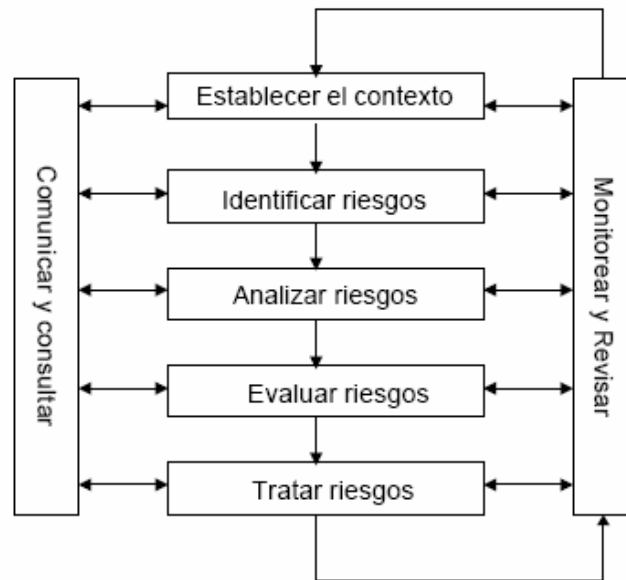 Establecer el contexto
Identificar riesgos
Analizar riesgos
Evaluar riesgos
Tratar riesgos
Comunicar y consultar
Monitorear y Revisar